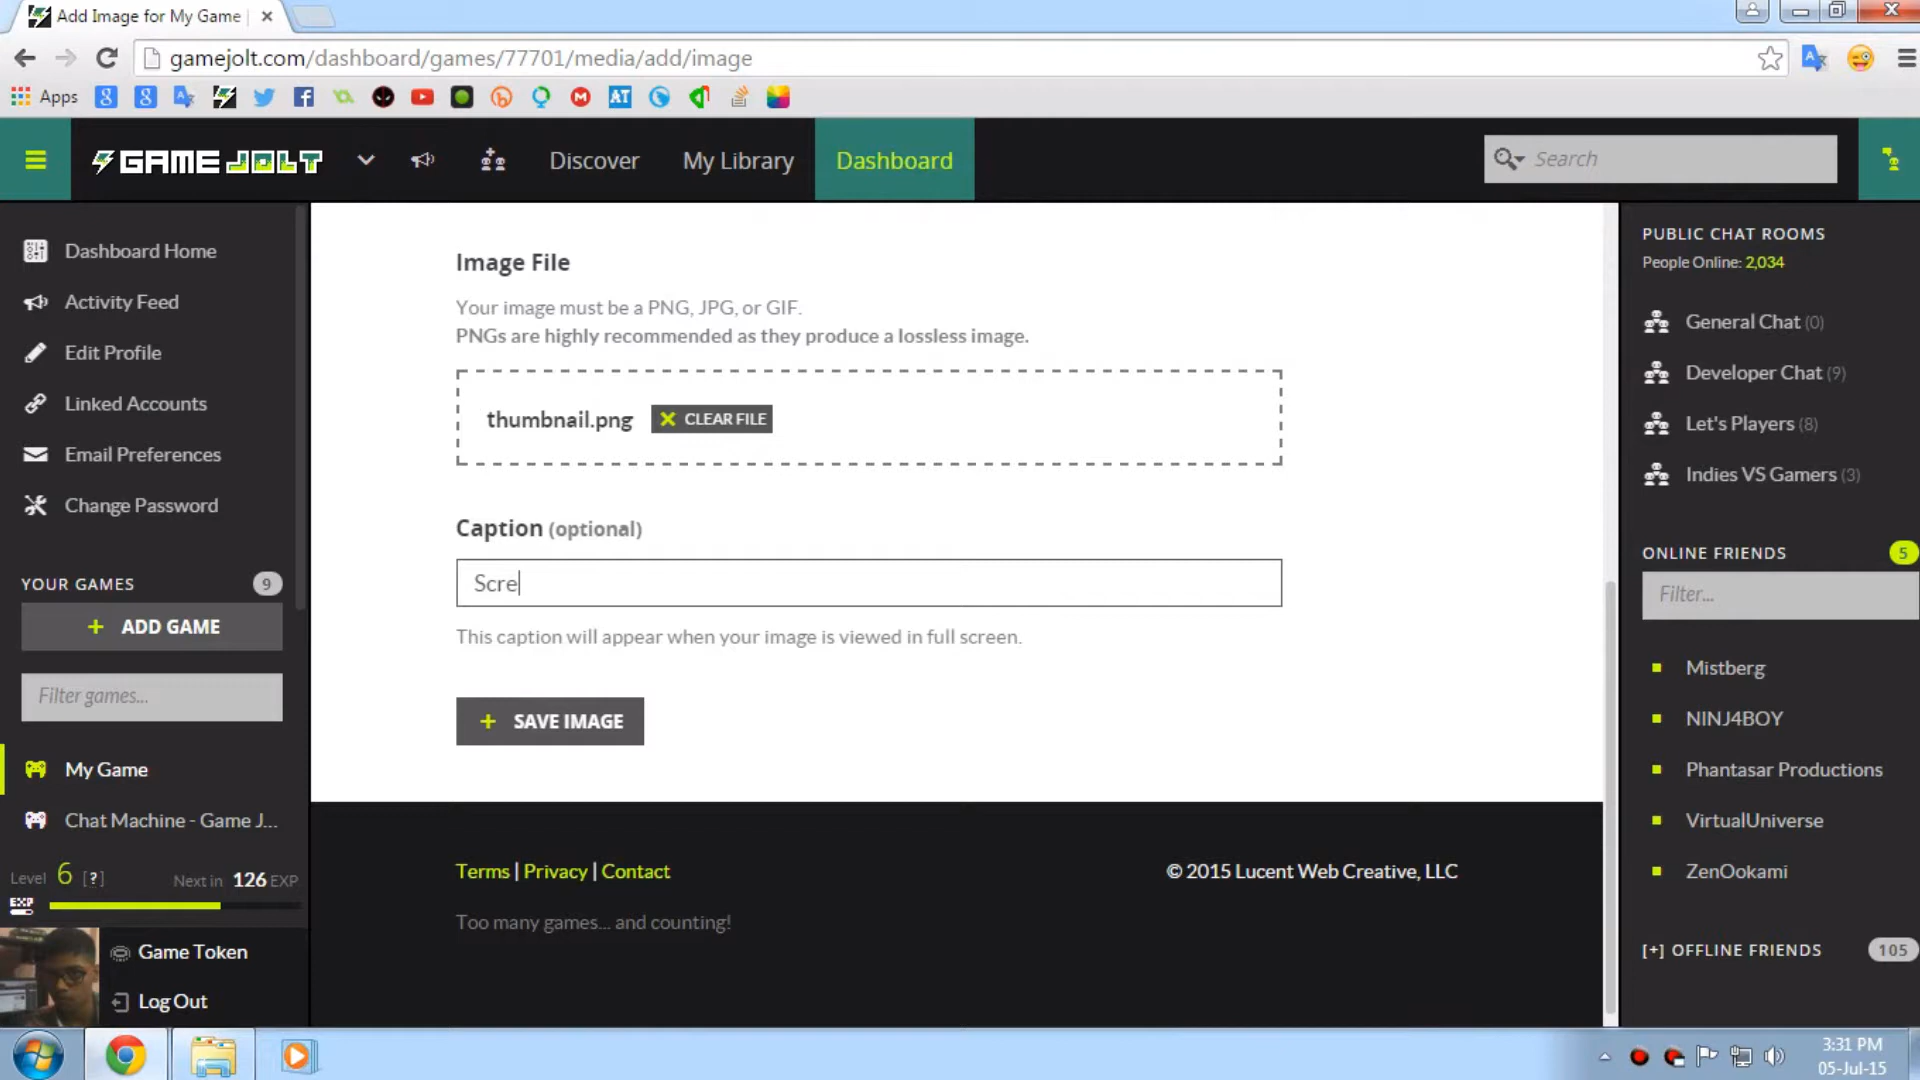 Add Image for My Game |
gamejolt.com/dashboard/games/77701/media/add/image
Apps
GAME JOLT
Discover
My Library
Dashboard
Search
Dashboard Home
Activity Feed
Edit Profile
Linked Accounts
Email Preferences
Change Password
YOUR GAMES 9
+ ADD GAME
Filter games...
My Game
Chat Machine - Game J...
Level 6 [?] Next in 126 EXP
EXP
Game Token
Log Out
Image File
Your image must be a PNG, JPG, or GIF.
PNGs are highly recommended as they produce a lossless image.
thumbnail.png CLEAR FILE
Caption (optional)
Scre
This caption will appear when your image is viewed in full screen.
+ SAVE IMAGE
Terms | Privacy | Contact
© 2015 Lucent Web Creative, LLC
Too many games... and counting!
PUBLIC CHAT ROOMS
People Online: 2,034
General Chat (0)
Developer Chat (9)
Let's Players (8)
Indies VS Gamers (3)
ONLINE FRIENDS 5
Filter...
Mistberg
NINJ4BOY
Phantasar Productions
VirtualUniverse
ZenOokami
[+] OFFLINE FRIENDS 105
3:31 PM
05-Jul-15